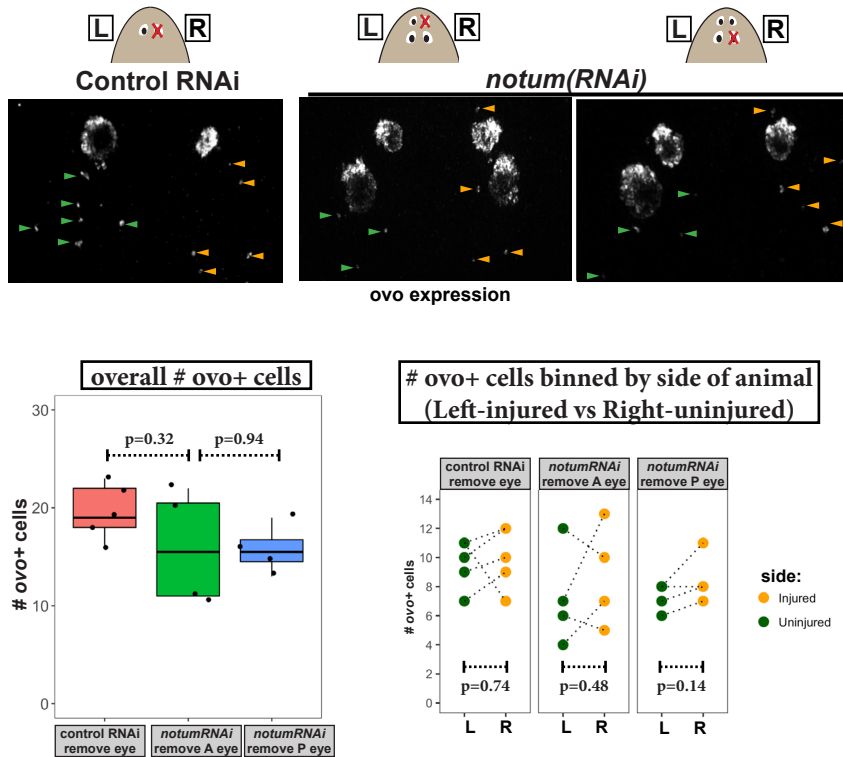 L R L R L R
Control RNAi
notum(RNAi)
ovo expression
overall # ovo+ cells
30
20
10
0
# ovo+ cells
p=0.32
p=0.94
control RNAi
remove eye
notumRNAi
remove A eye
notumRNAi
remove P eye
# ovo+ cells binned by side of animal
(Left-injured vs Right-uninjured)
control RNAi
remove eye
notumRNAi
remove A eye
notumRNAi
remove P eye
14
12
10
8
6
4
2
0
# ovo+ cells
p=0.74
p=0.48
p=0.14
L R L R L R
side:
Injured
Uninjured